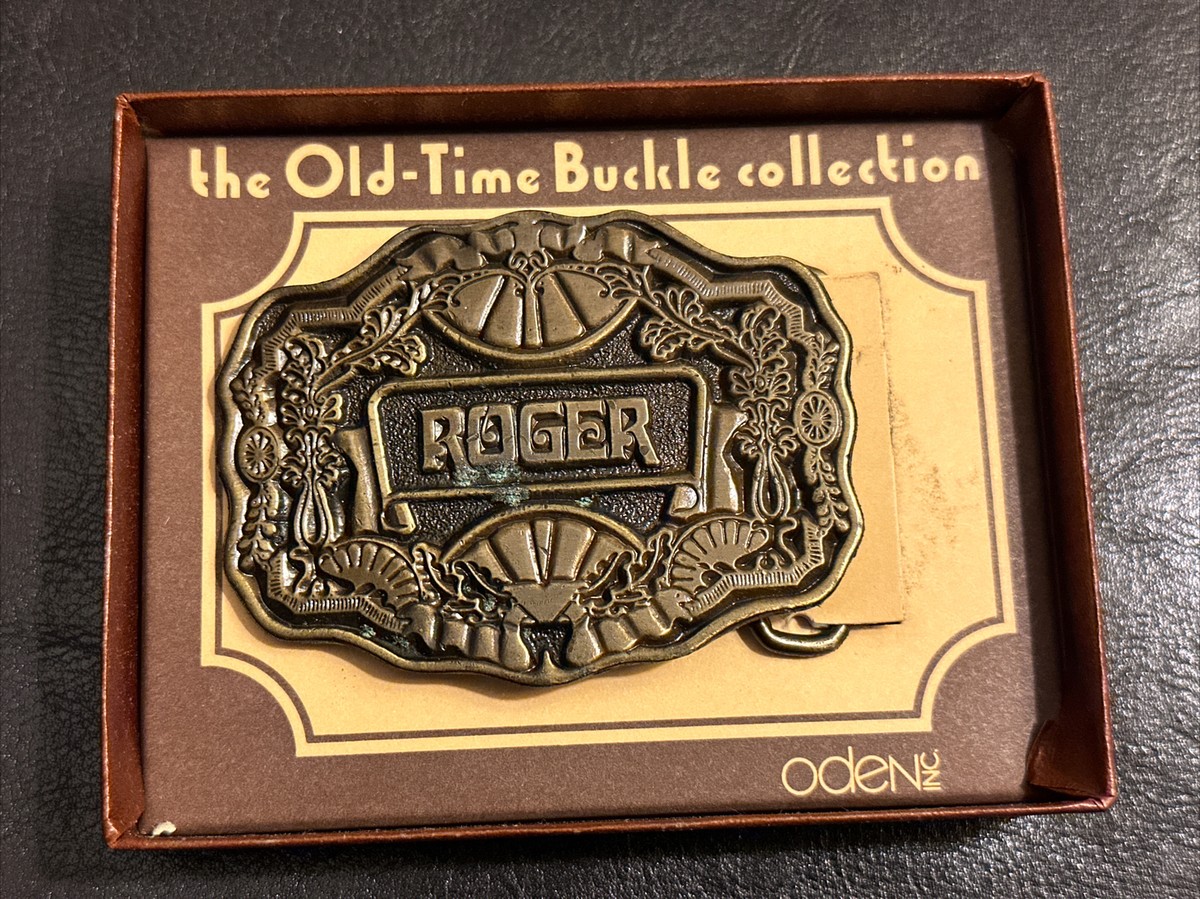 the Old-Time Buckle collection
ROGER
odeN INC.